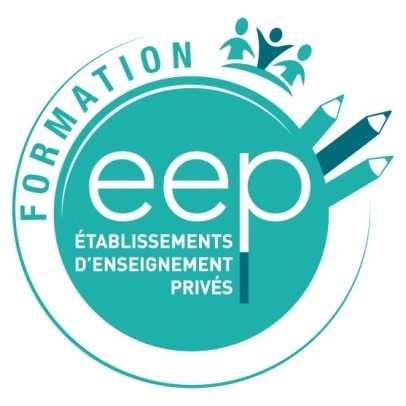 FORMATION
eep
ÉTABLISSEMENTS
D'ENSEIGNEMENT
PRIVÉS